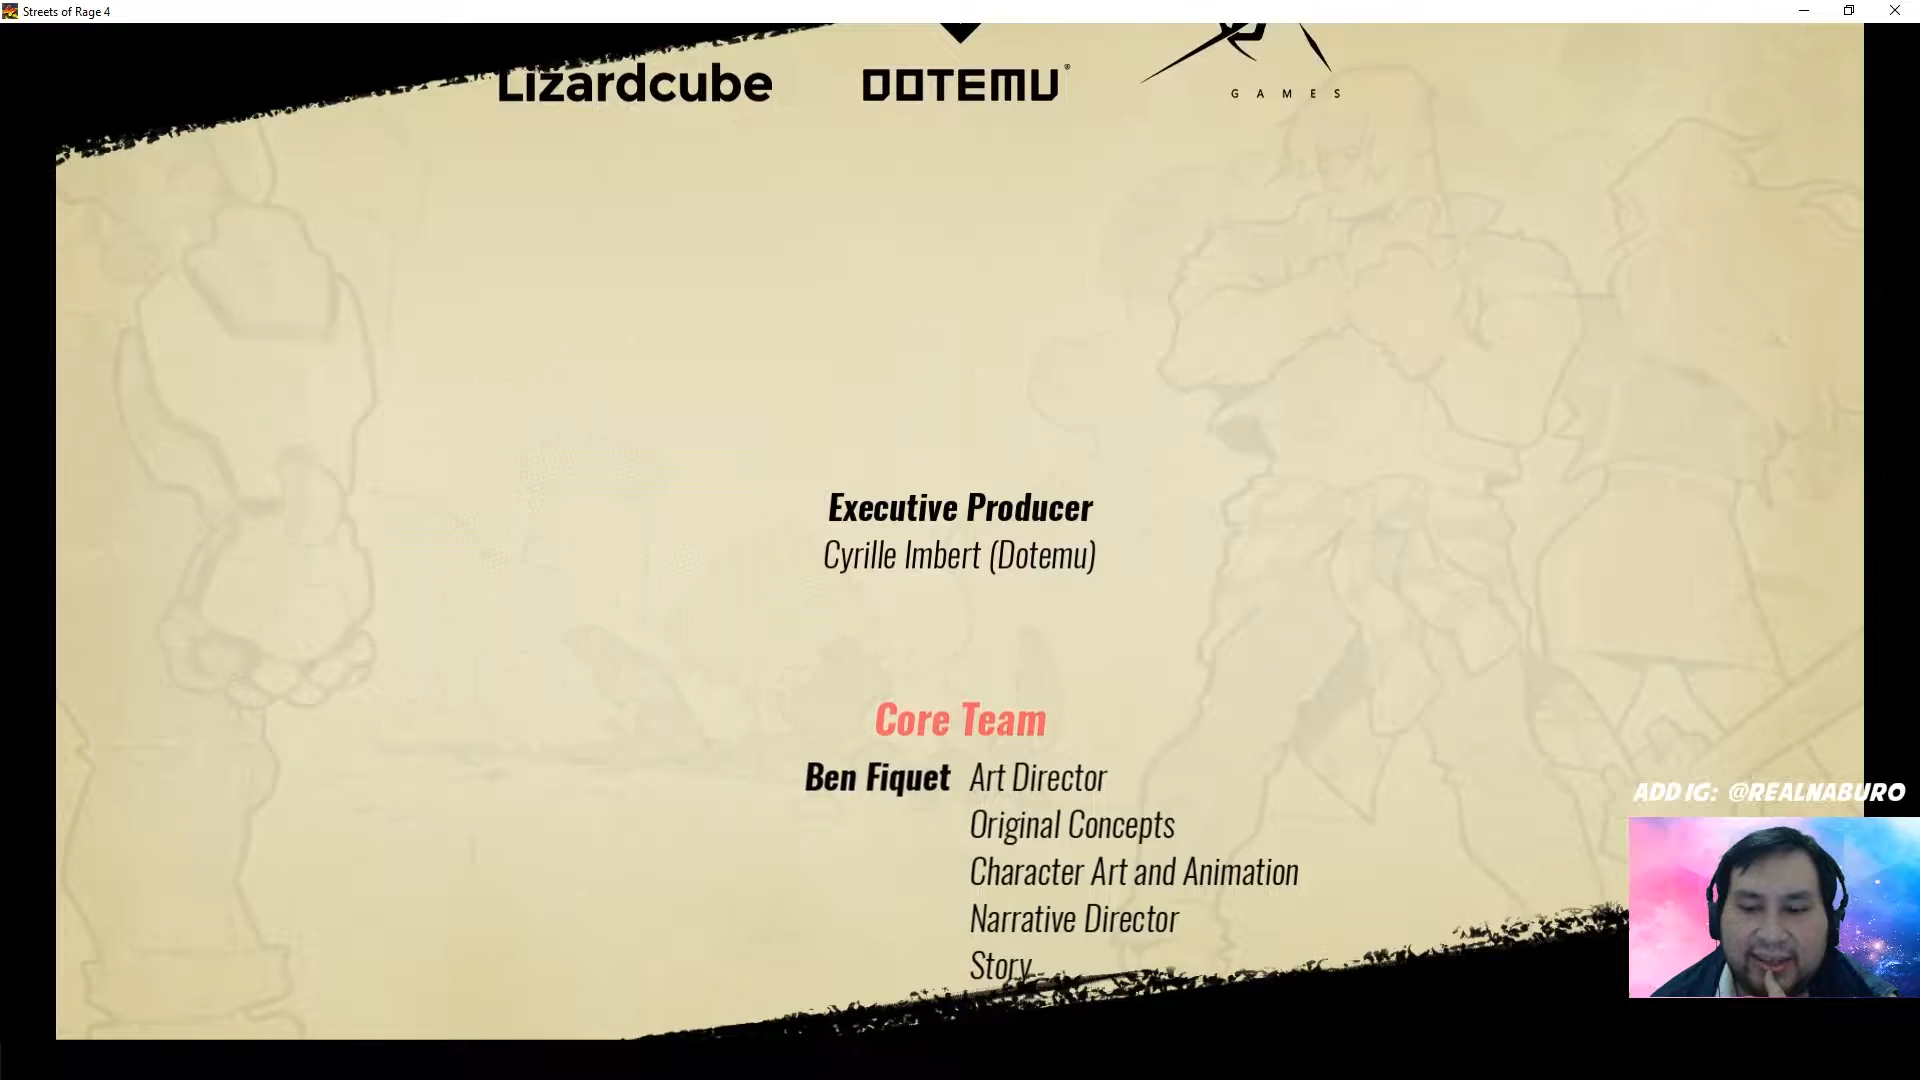 Streets of Rage 4
Lizardcube
DOTEMU®
GAMES
Executive Producer
Cyrille Imbert (Dotemu)
Core Team
Ben Fiquet Art Director
Original Concepts
Character Art and Animation
Narrative Director
Story
ADD IG: @REALNABURO